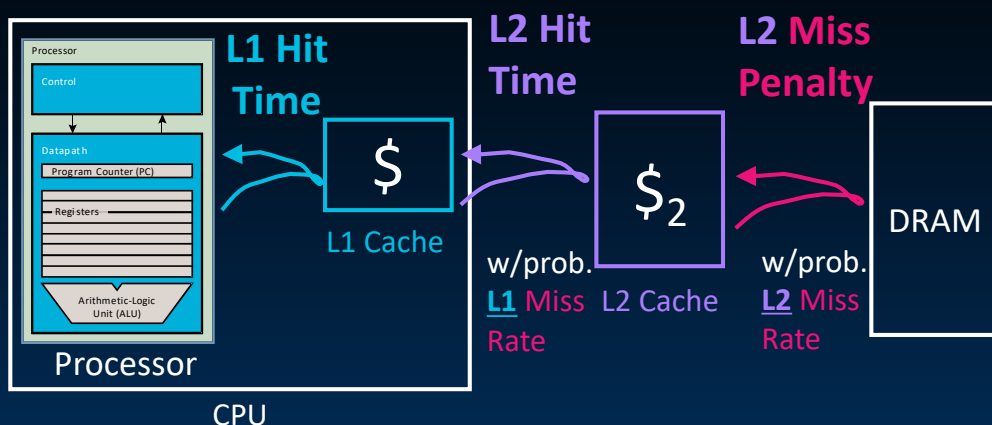 Processor
Control
Datapath
Program Counter (PC)
Registers
Arithmetic-Logic
Unit (ALU)
Processor
CPU
L1 Hit
Time
$
L1 Cache
L2 Hit
Time
w/prob.
L1 Miss
Rate
$2
L2 Cache
L2 Miss
Penalty
w/prob.
L2 Miss
Rate
DRAM